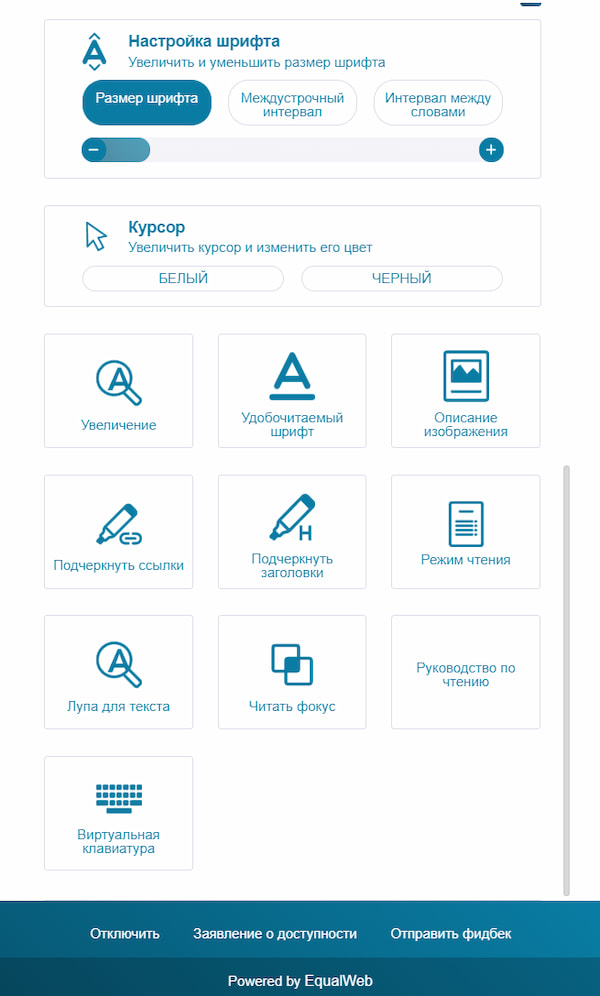 Настройка шрифта
Увеличить и уменьшить размер шрифта
Размер шрифта
Междустрочный
интервал
Интервал между
словами
Курсор
Увеличить курсор и изменить его цвет
БЕЛЫЙ
ЧЕРНЫЙ
Увеличение
Удобочитаемый
шрифт
Описание
изображения
Подчеркнуть ссылки
Подчеркнуть
заголовки
Режим чтения
Лупа для текста
Читать фокус
Руководство по
чтению
Виртуальная
клавиатура
Отключить
Заявление о доступности
Отправить фидбек
Powered by EqualWeb